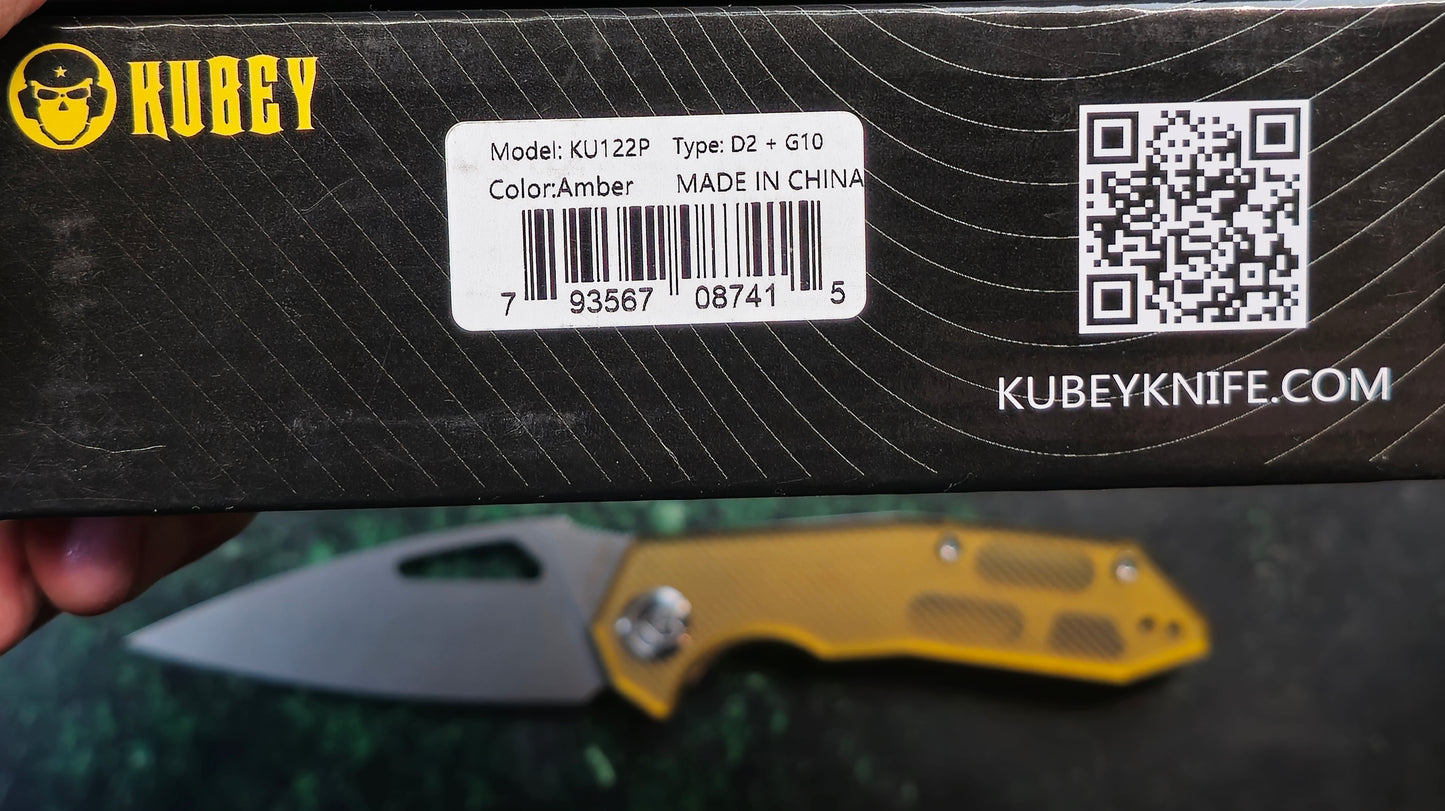 KUBEY
Model: KU122P Type: D2 + G10
Color:Amber MADE IN CHINA
7 93567 08741 5
KUBEYKNIFE.COM